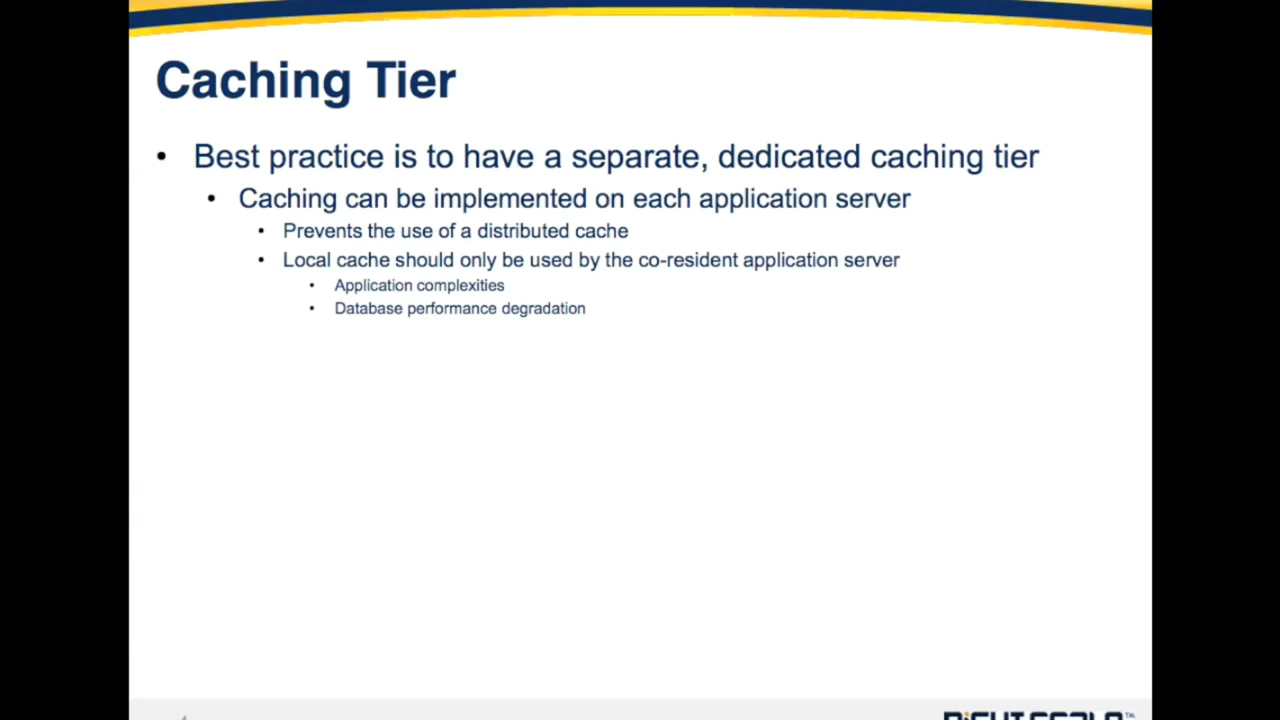 Caching Tier
• Best practice is to have a separate, dedicated caching tier
• Caching can be implemented on each application server
• Prevents the use of a distributed cache
• Local cache should only be used by the co-resident application server
• Application complexities
• Database performance degradation